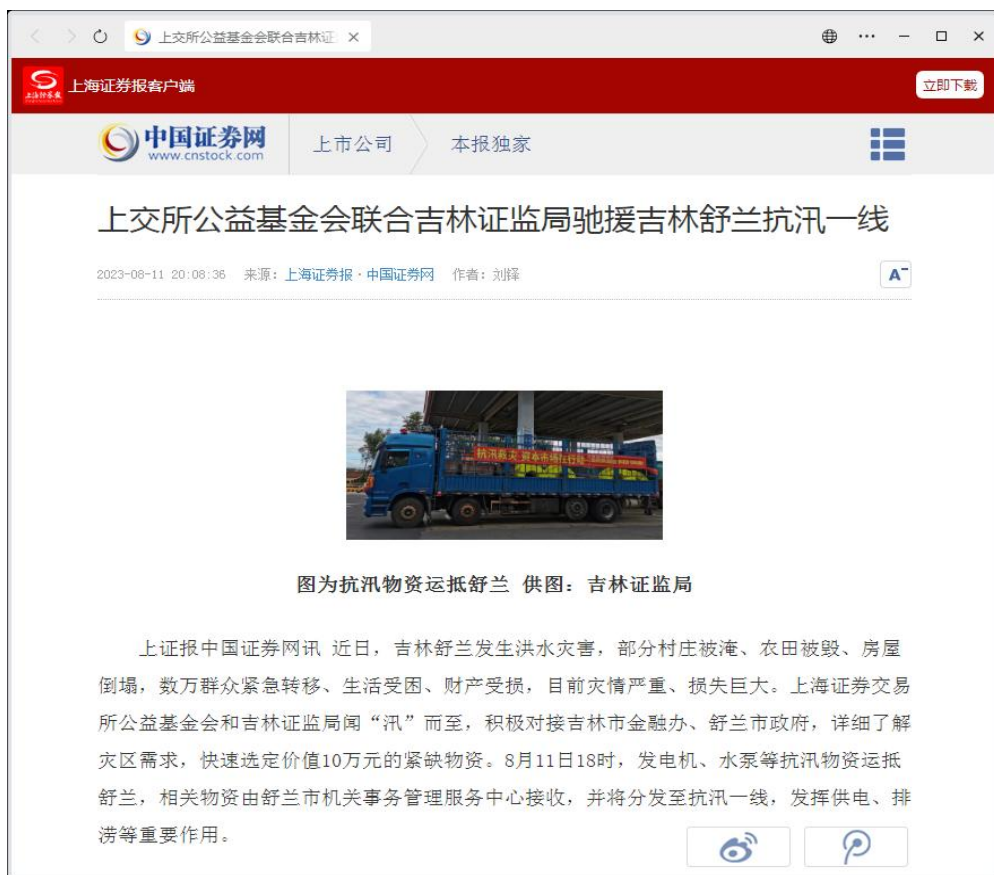 上交所公益基金会联合吉林证
上海证券报客户端
立即下载
中国证券网
www.cnstock.com
上市公司
本报独家
上交所公益基金会联合吉林证监局驰援吉林舒兰抗汛一线
2023-08-11 20:08:36 来源：上海证券报·中国证券网 作者：刘铎
A-
抗汛救灾 资本市场在行动
图为抗汛物资运抵舒兰 供图：吉林证监局
上证报中国证券网讯 近日，吉林舒兰发生洪水灾害，部分村庄被淹、农田被毁、房屋
倒塌，数万群众紧急转移、生活受困、财产受损，目前灾情严重、损失巨大。上海证券交易
所公益基金会和吉林证监局闻“汛”而至，积极对接吉林市金融办、舒兰市政府，详细了解
灾区需求，快速选定价值10万元的紧缺物资。8月11日18时，发电机、水泵等抗汛物资运抵
舒兰，相关物资由舒兰市机关事务管理服务中心接收，并将分发至抗汛一线，发挥供电、排
涝等重要作用。